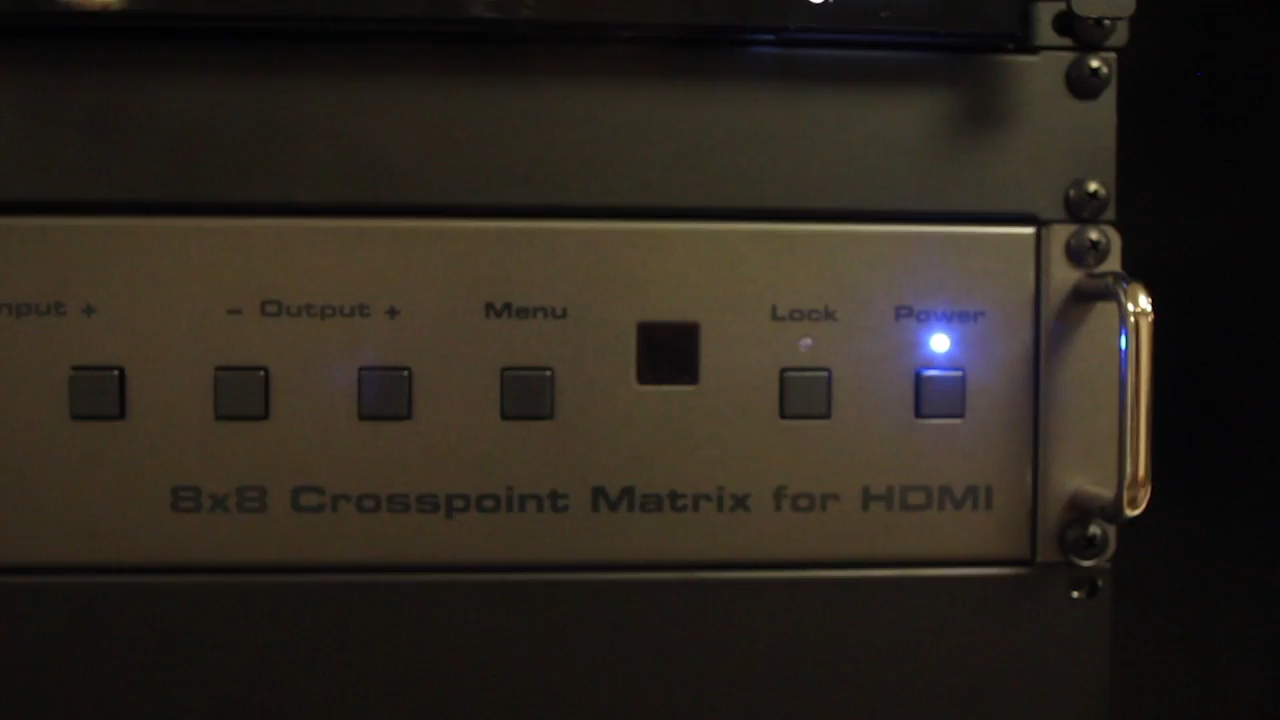 nput +
- Output +
Menu
Lock
Power
8x8 Crosspoint Matrix for HDMI